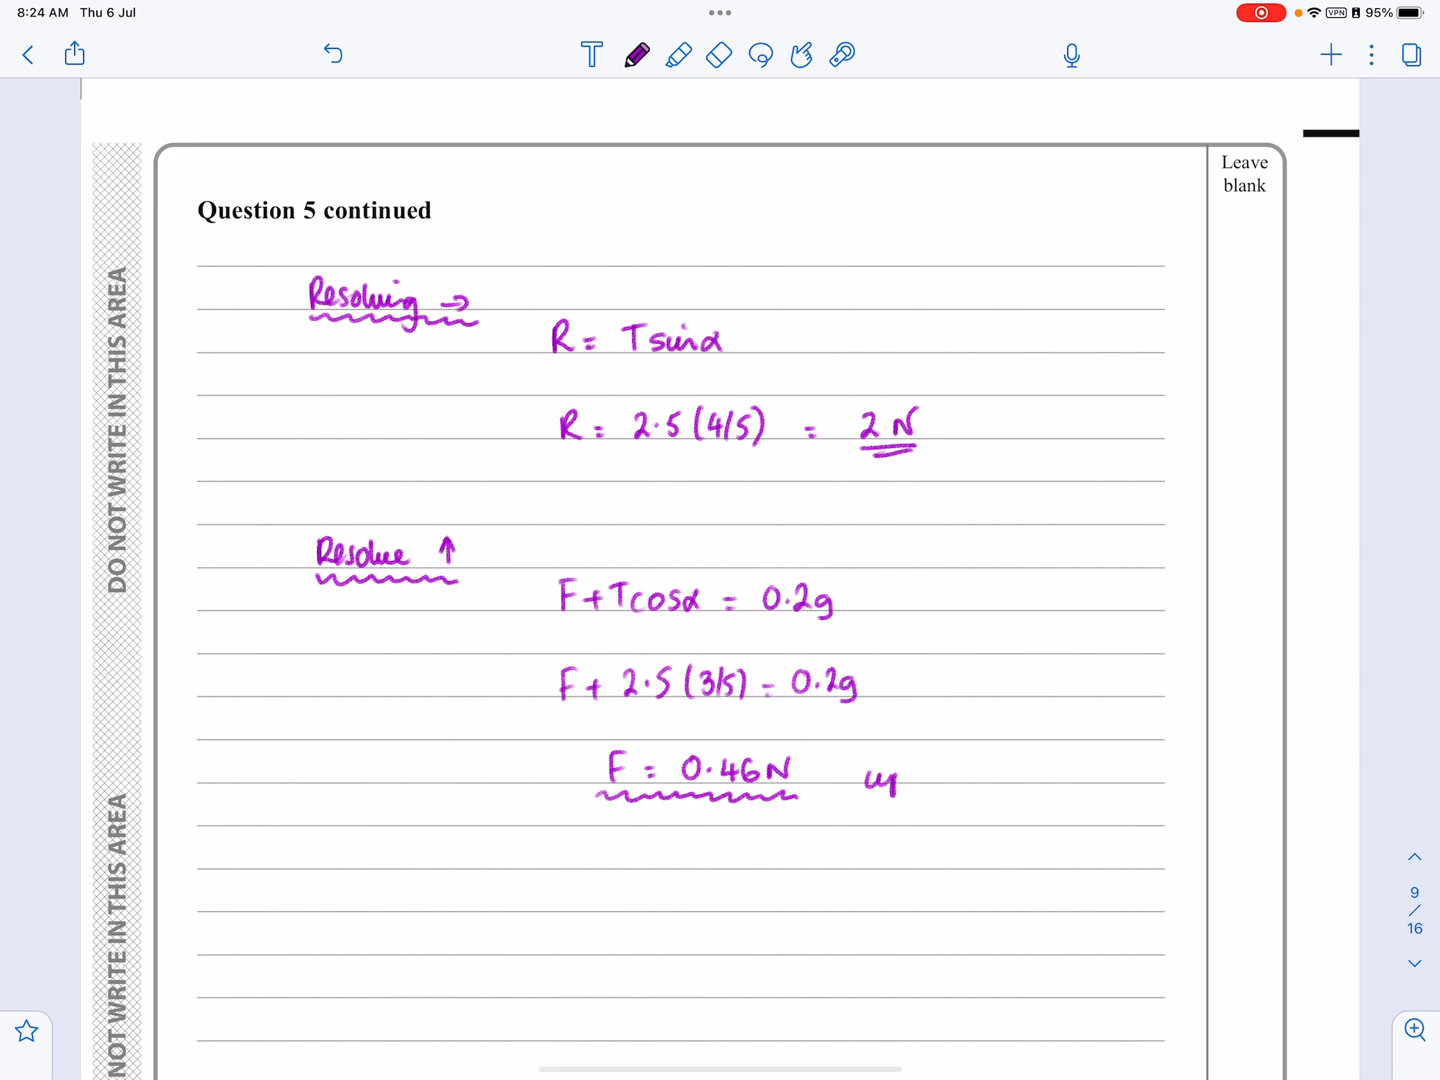 8:24 AM Thu 6 Jul
VPN 95%
Leave
blank
Question 5 continued
Resolving →
R = T sinα
R = 2.5 (4/5) = 2 N
Resolve ↑
F + Tcosα = 0.2g
F + 2.5 (3/5) = 0.2g
F = 0.46N
DO NOT WRITE IN THIS AREA
NOT WRITE IN THIS AREA
9
/
16